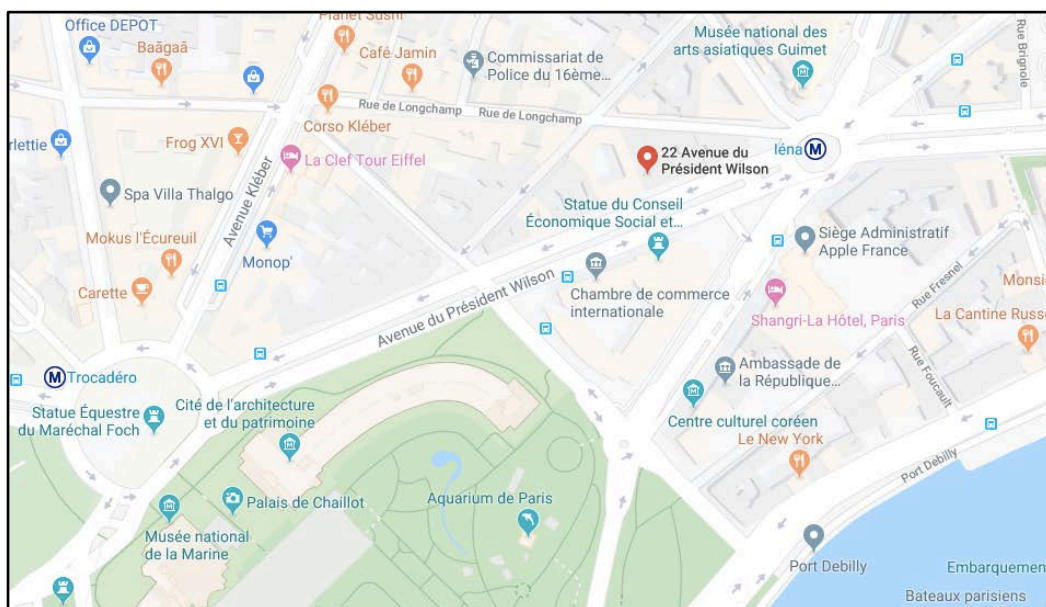 Planet Sushi
Office DEPOT
Baãgaã
Café Jamin
Commissariat de
Police du 16ème...
Musée national des
arts asiatiques Guimet
Rue Brignole
Rue de Longchamp
Rue de Longchamp
Corso Kléber
rlettie
Frog XVI
La Clef Tour Eiffel
Iéna
M
22 Avenue du
Président Wilson
Spa Villa Thalgo
Avenue Kléber
Statue du Conseil
Économique Social et...
Siège Administratif
Apple France
Mokus l'Écureuil
Monop'
Carette
Avenue du Président Wilson
Chambre de commerce
internationale
Rue Fresnel
Monsie
Shangri-La Hôtel, Paris
La Cantine Russe
Rue Foucault
M
Trocadéro
Ambassade de
la République...
Statue Équestre
du Maréchal Foch
Cité de l'architecture
et du patrimoine
Centre culturel coréen
Le New York
Port Debilly
Palais de Chaillot
Aquarium de Paris
Musée national
de la Marine
Port Debilly
Embarquemen
Bateaux parisiens